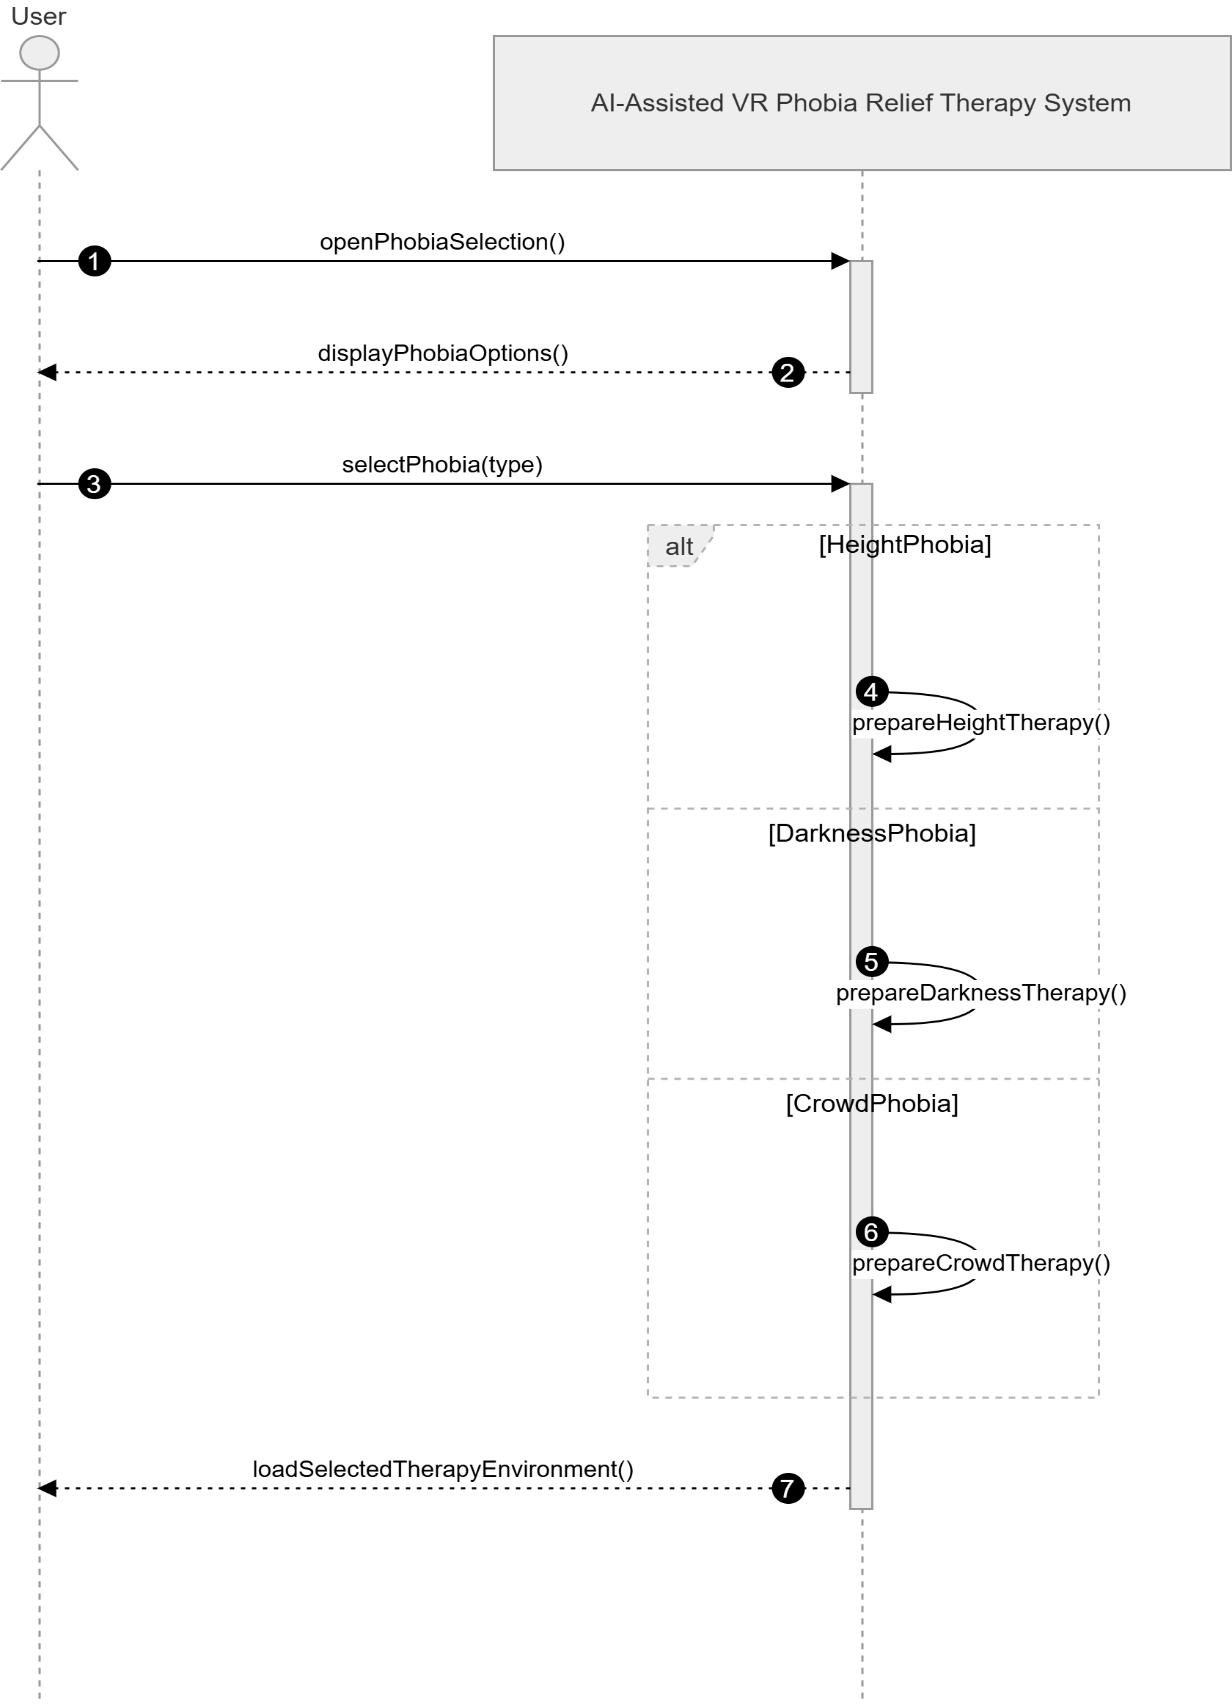 User
AI-Assisted VR Phobia Relief Therapy System
openPhobiaSelection()
1
displayPhobiaOptions()
2
selectPhobia(type)
3
alt
[HeightPhobia]
4
prepareHeightTherapy()
[DarknessPhobia]
5
prepareDarknessTherapy()
[CrowdPhobia]
6
prepareCrowdTherapy()
loadSelectedTherapyEnvironment()
7